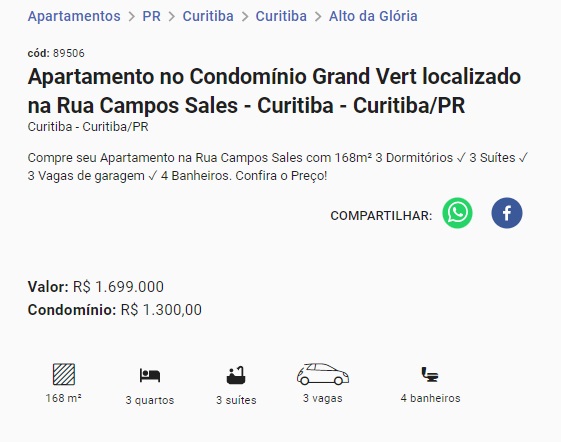 Apartamentos > PR > Curitiba > Curitiba > Alto da Glória
cód: 89506
Apartamento no Condomínio Grand Vert localizado
na Rua Campos Sales - Curitiba - Curitiba/PR
Curitiba - Curitiba/PR
Compre seu Apartamento na Rua Campos Sales com 168m² 3 Dormitórios ✓ 3 Suítes ✓
3 Vagas de garagem ✓ 4 Banheiros. Confira o Preço!
COMPARTILHAR:
Valor: R$ 1.699.000
Condomínio: R$ 1.300,00
168 m² 3 quartos 3 suítes 3 vagas 4 banheiros